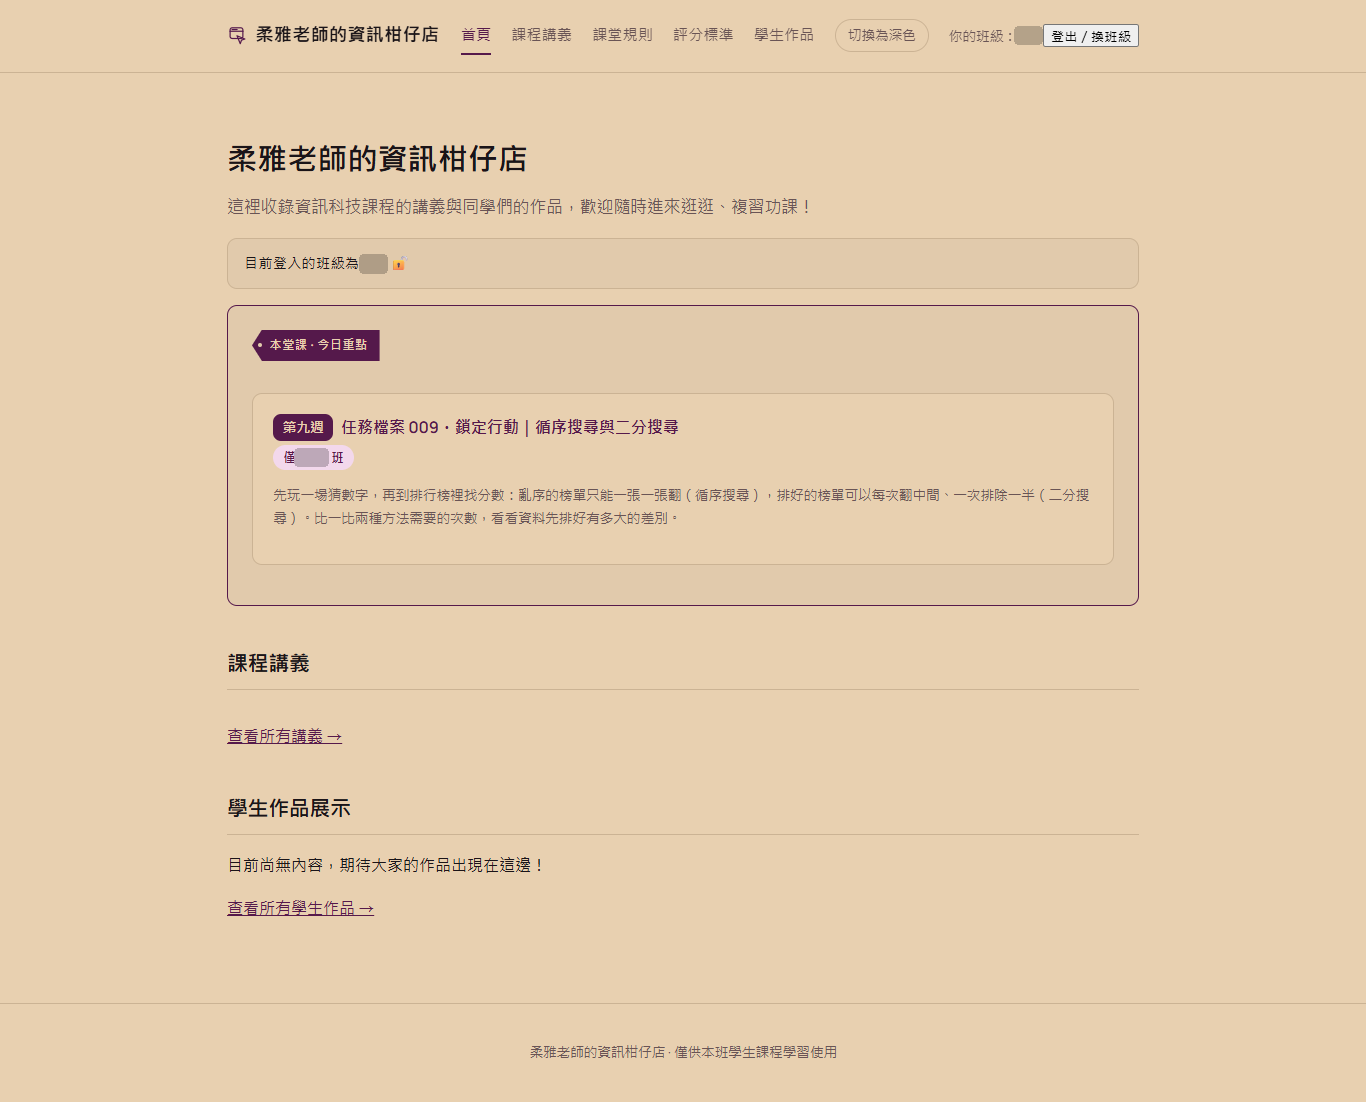 柔雅老師的資訊柑仔店
首頁
課程講義
課堂規則
評分標準
學生作品
切換為深色
你的班級：
登出 / 換班級
柔雅老師的資訊柑仔店
這裡收錄資訊科技課程的講義與同學們的作品，歡迎隨時進來逛逛、複習功課！
目前登入的班級為
本堂課 · 今日重點
第九週 任務檔案 009・鎖定行動｜循序搜尋與二分搜尋
僅 班
先玩一場猜數字，再到排行榜裡找分數：亂序的榜單只能一張一張翻（循序搜尋），排好的榜單可以每次翻中間、一次排除一半（二分搜
尋）。比一比兩種方法需要的次數，看看資料先排好有多大的差別。
課程講義
查看所有講義 →
學生作品展示
目前尚無內容，期待大家的作品出現在這邊！
查看所有學生作品 →
柔雅老師的資訊柑仔店 · 僅供本班學生課程學習使用